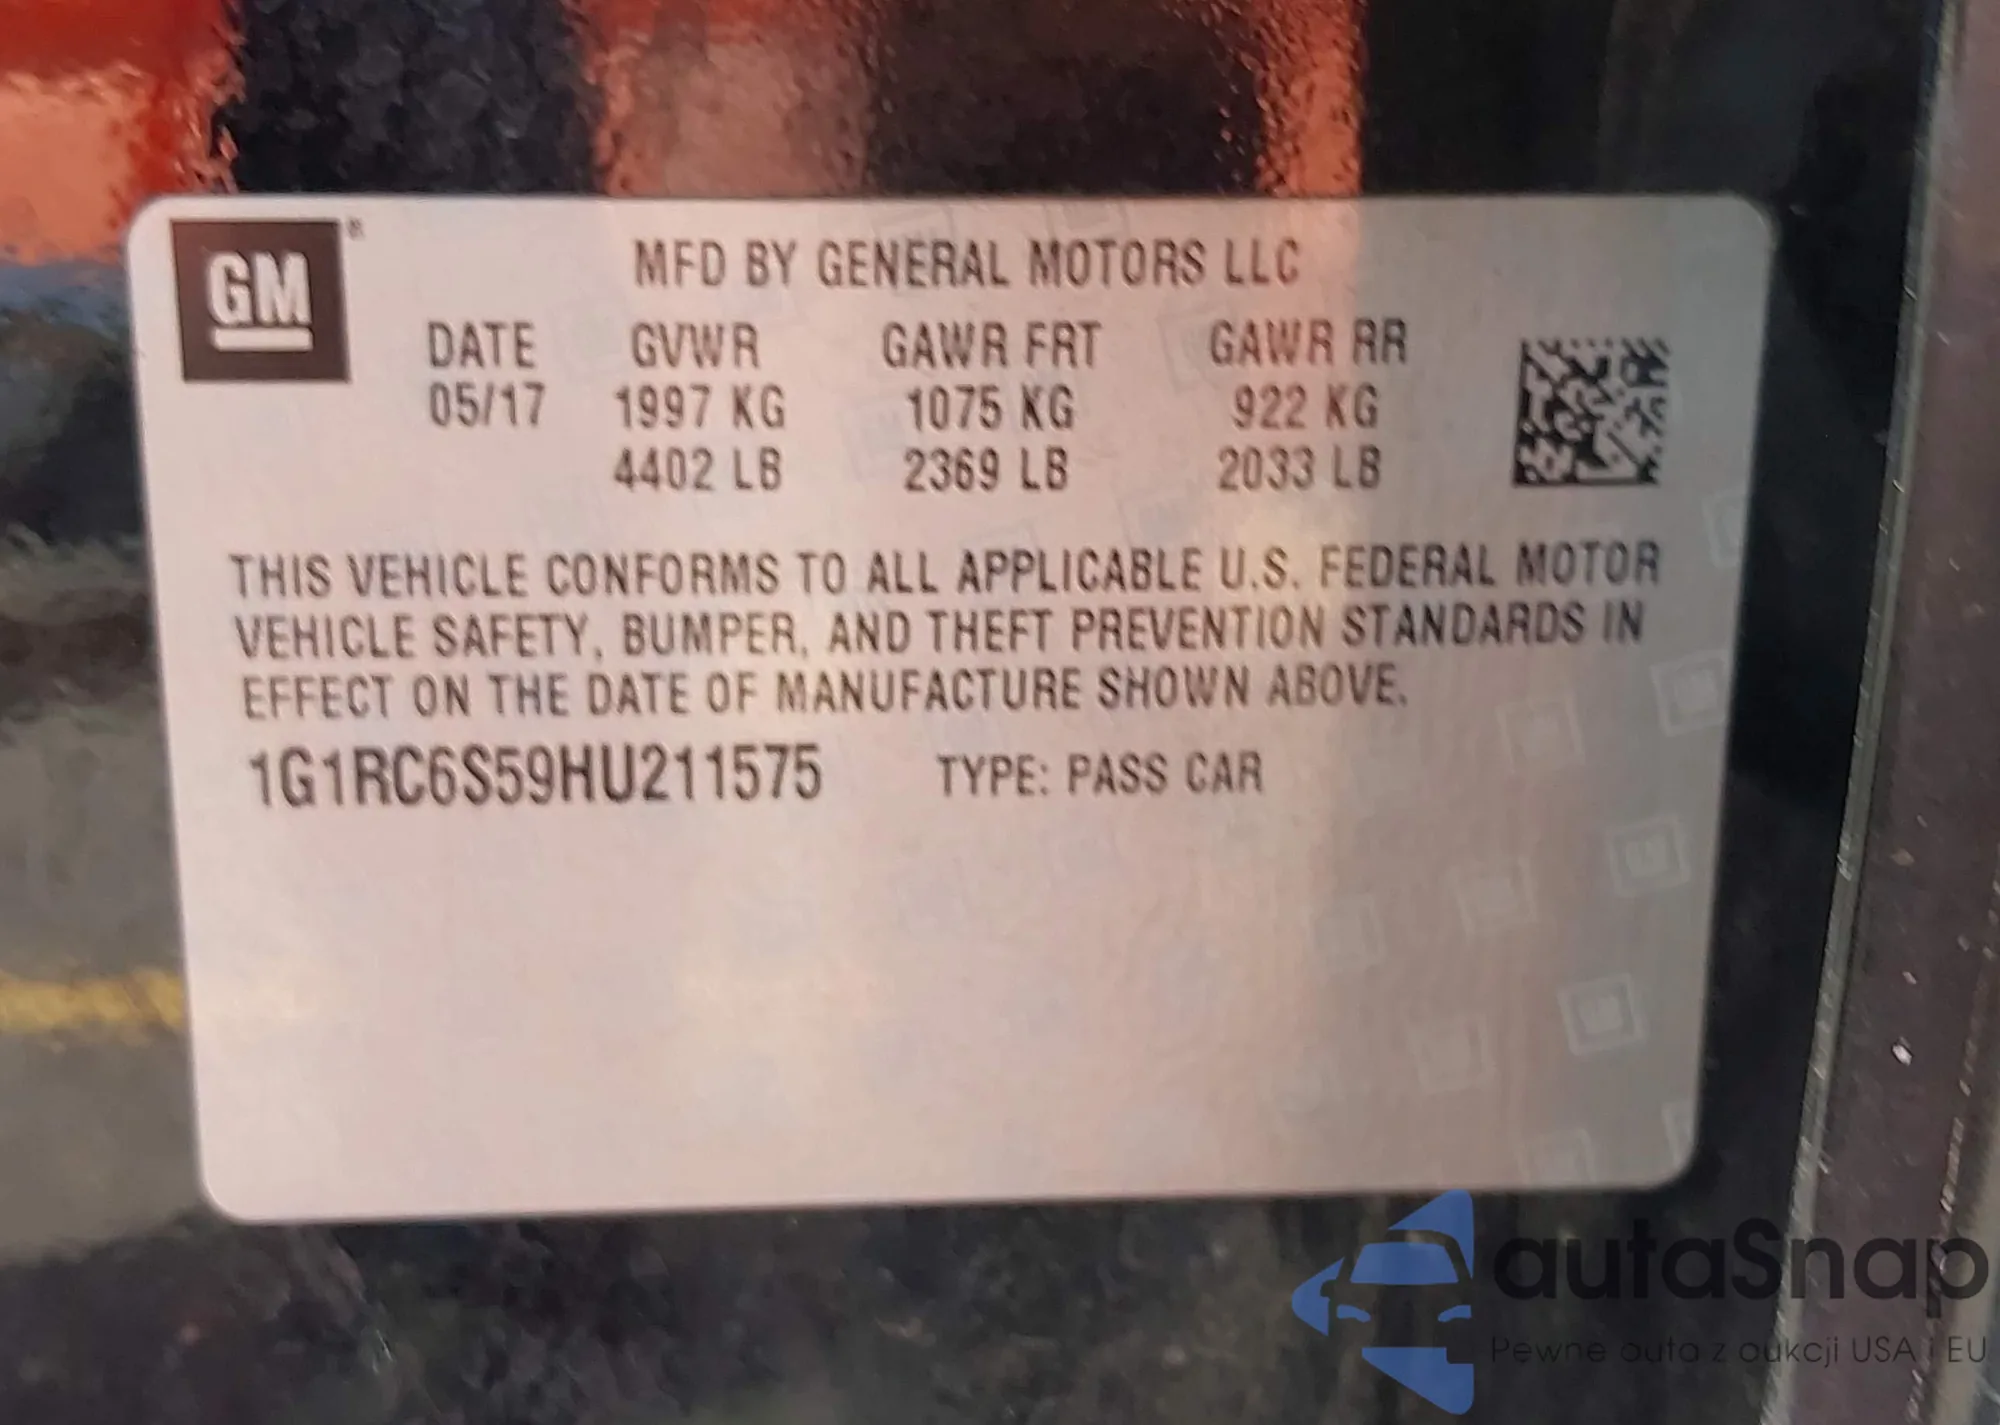 GM®
MFD BY GENERAL MOTORS LLC
DATE GVWR GAWR FRT GAWR RR
05/17 1997 KG 1075 KG 922 KG
4402 LB 2369 LB 2033 LB
THIS VEHICLE CONFORMS TO ALL APPLICABLE U.S. FEDERAL MOTOR
VEHICLE SAFETY, BUMPER, AND THEFT PREVENTION STANDARDS IN
EFFECT ON THE DATE OF MANUFACTURE SHOWN ABOVE.
1G1RC6S59HU211575 TYPE: PASS CAR
autaSnap
Pewne auta z aukcji USA i EU